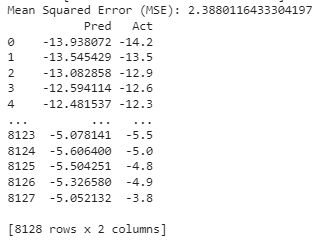 Mean Squared Error (MSE): 2.3880116433304197
Pred Act
0 -13.938072 -14.2
1 -13.545429 -13.5
2 -13.082858 -12.9
3 -12.594114 -12.6
4 -12.481537 -12.3
... ... ...
8123 -5.078141 -5.5
8124 -5.606400 -5.0
8125 -5.504251 -4.8
8126 -5.326580 -4.9
8127 -5.052132 -3.8
[8128 rows x 2 columns]